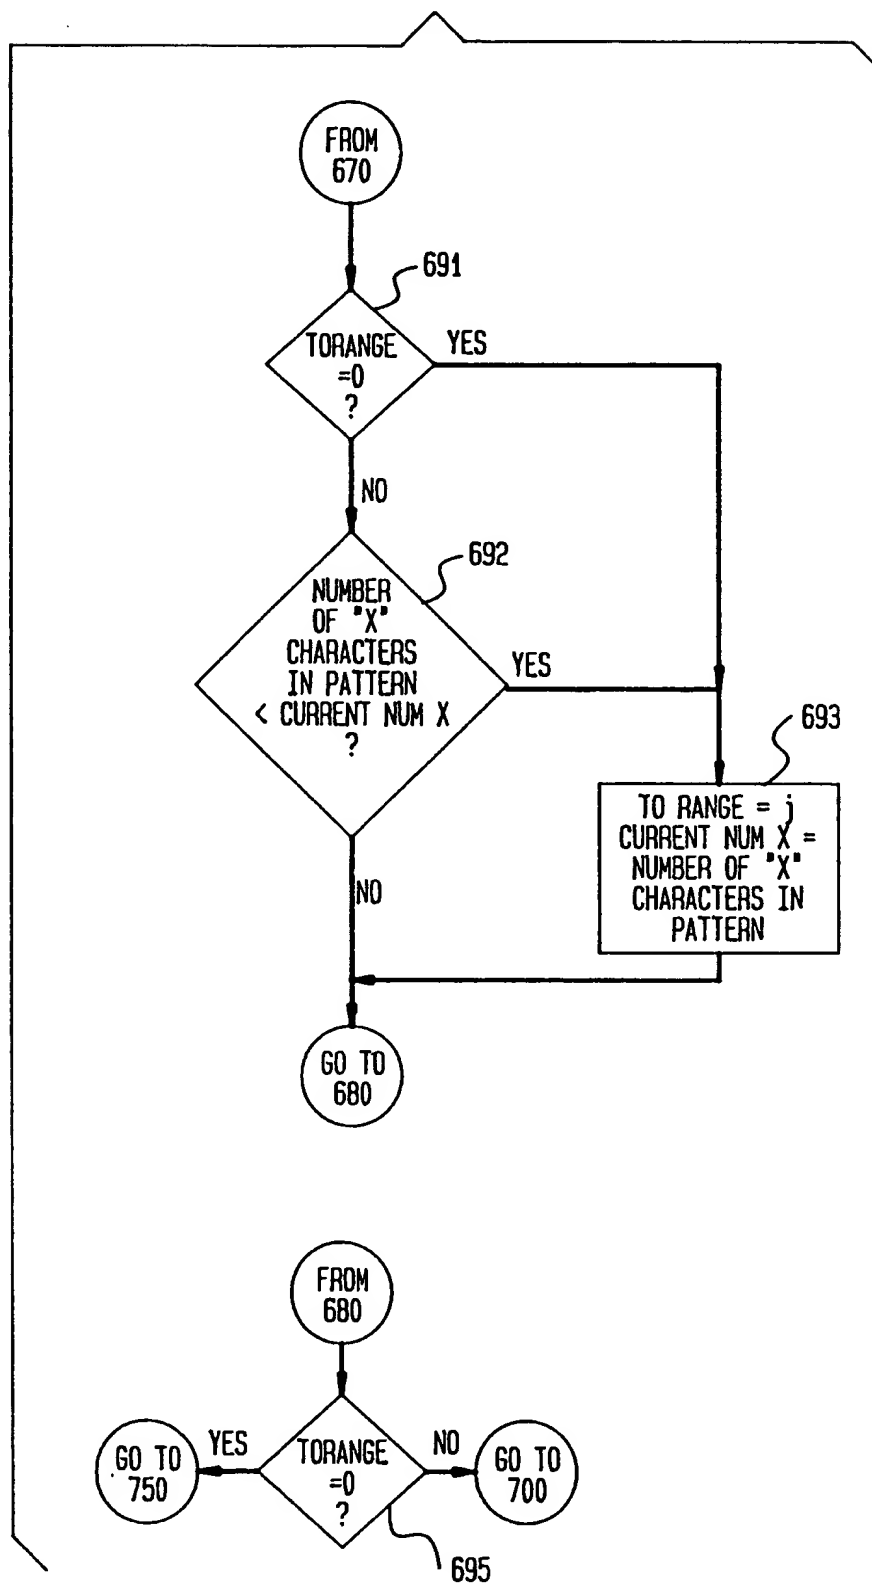 FROM
670
691
TORANGE
=0
?
YES
NO
692
NUMBER
OF "X"
CHARACTERS
IN PATTERN
< CURRENT NUM X
?
YES
693
TO RANGE = j
CURRENT NUM X =
NUMBER OF "X"
CHARACTERS IN
PATTERN
NO
GO TO
680
FROM
680
TORANGE
=0
?
YES
GO TO
750
NO
GO TO
700
695